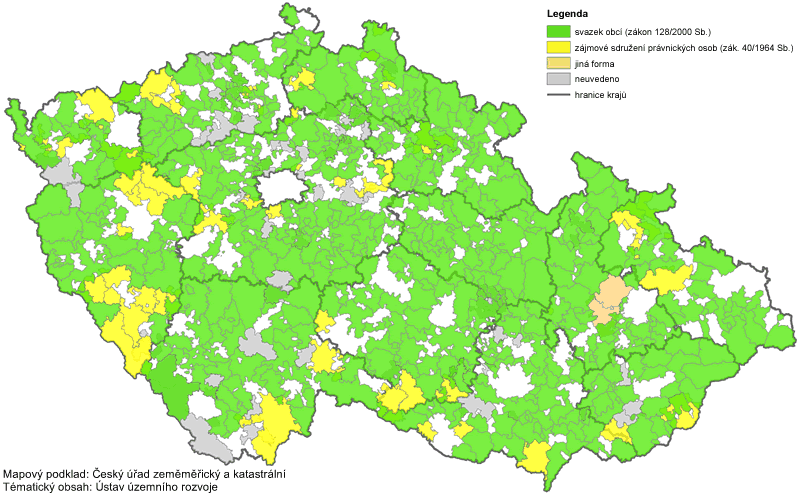 Legenda
svazek obcí (zákon 128/2000 Sb.)
zájmové sdružení právnických osob (zák. 40/1964 Sb.)
jiná forma
neuvedeno
hranice krajů
Mapový podklad: Český úřad zeměměřický a katastrální
Tématický obsah: Ústav územního rozvoje